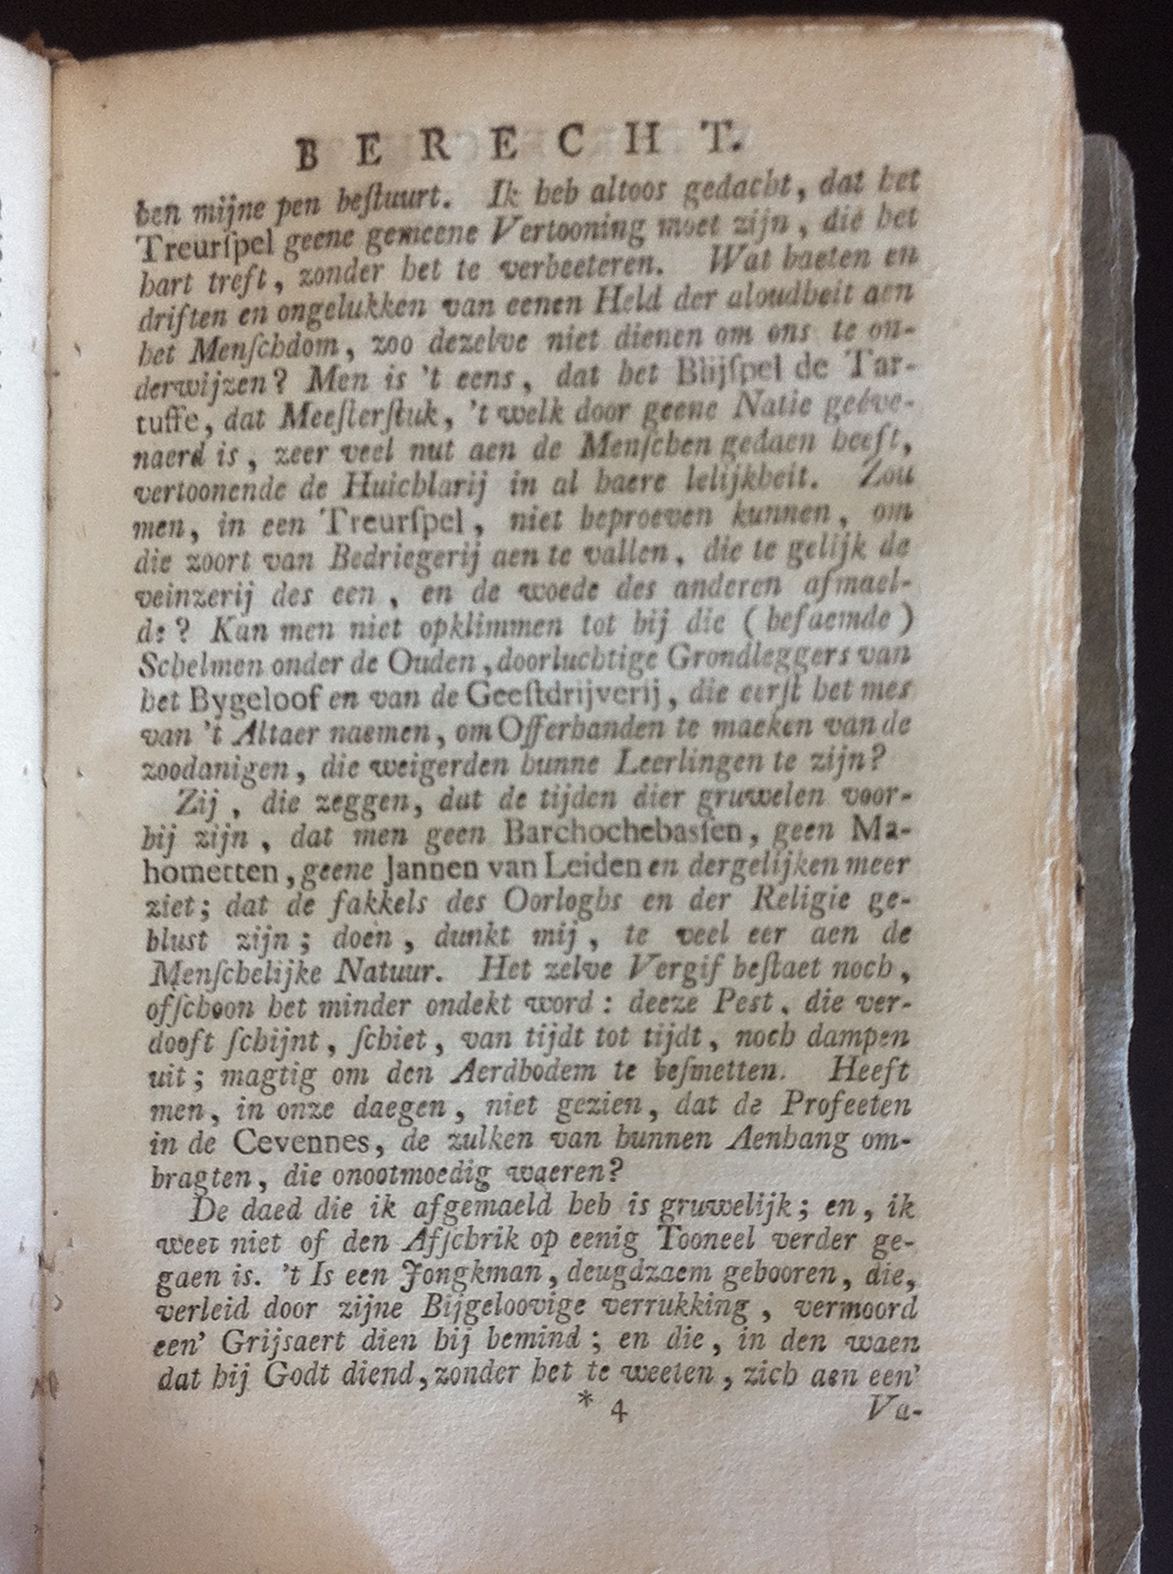 BERECHT.
ben mijne pen beſtuurt. Ik heb altoos gedacht, dat het
Treurſpel geene gemeene Vertooning moet zijn, die het
hart treft, zonder het te verbeeteren. Wat baeten en
driften en ongelukken van eenen Held der aloudheit aen
het Menſchdom, zoo dezelve niet dienen om ons te on-
derwijzen? Men is 't eens, dat het Blijſpel de Tar-
tuffe, dat Meeſterſtuk, 't welk door geene Natie geëve-
naerd is, zeer veel nut aen de Menſchen gedaen heeft,
vertoonende de Huichlarij in al haere lelijkheit. Zou
men, in een Treurſpel, niet beproeven kunnen, om
die zoort van Bedriegerij aen te vallen, die te gelijk de
veinzerij des een, en de woede des anderen afmael-
de? Kan men niet opklimmen tot bij die (befaemde)
Schelmen onder de Ouden, doorluchtige Grondleggers van
het Bygeloof en van de Geeſtdrijverij, die eerſt het mes
van 't Altaer naemen, om Offerhanden te maeken van de
zoodanigen, die weigerden hunne Leerlingen te zijn?
Zij, die zeggen, dat de tijden dier gruwelen voor-
bij zijn, dat men geen Barchochebasſen, geen Ma-
hometten, geene Jannen van Leiden en dergelijken meer
ziet; dat de fakkels des Oorloghs en der Religie ge-
blust zijn; doen, dunkt mij, te veel eer aen de
Menſchelijke Natuur. Het zelve Vergif beſtaet noch,
ofſchoon het minder ondekt word: deeze Pest, die ver-
dooft ſchijnt, ſchiet, van tijdt tot tijdt, noch dampen
uit; magtig om den Aerdbodem te beſmetten. Heeft
men, in onze daegen, niet gezien, dat de Profeeten
in de Cevennes, de zulken van hunnen Aenhang om-
bragten, die onootmoedig waeren?
De daed die ik afgemaeld heb is gruwelijk; en, ik
weet niet of den Afſchrik op eenig Tooneel verder ge-
gaen is. 't Is een Jongkman, deugdzaem gebooren, die,
verleid door zijne Bijgeloovige verrukking, vermoord
een' Grijsaert dien hij bemind; en die, in den waen
dat hij Godt diend, zonder het te weeten, zich aen een'
* 4 Va-